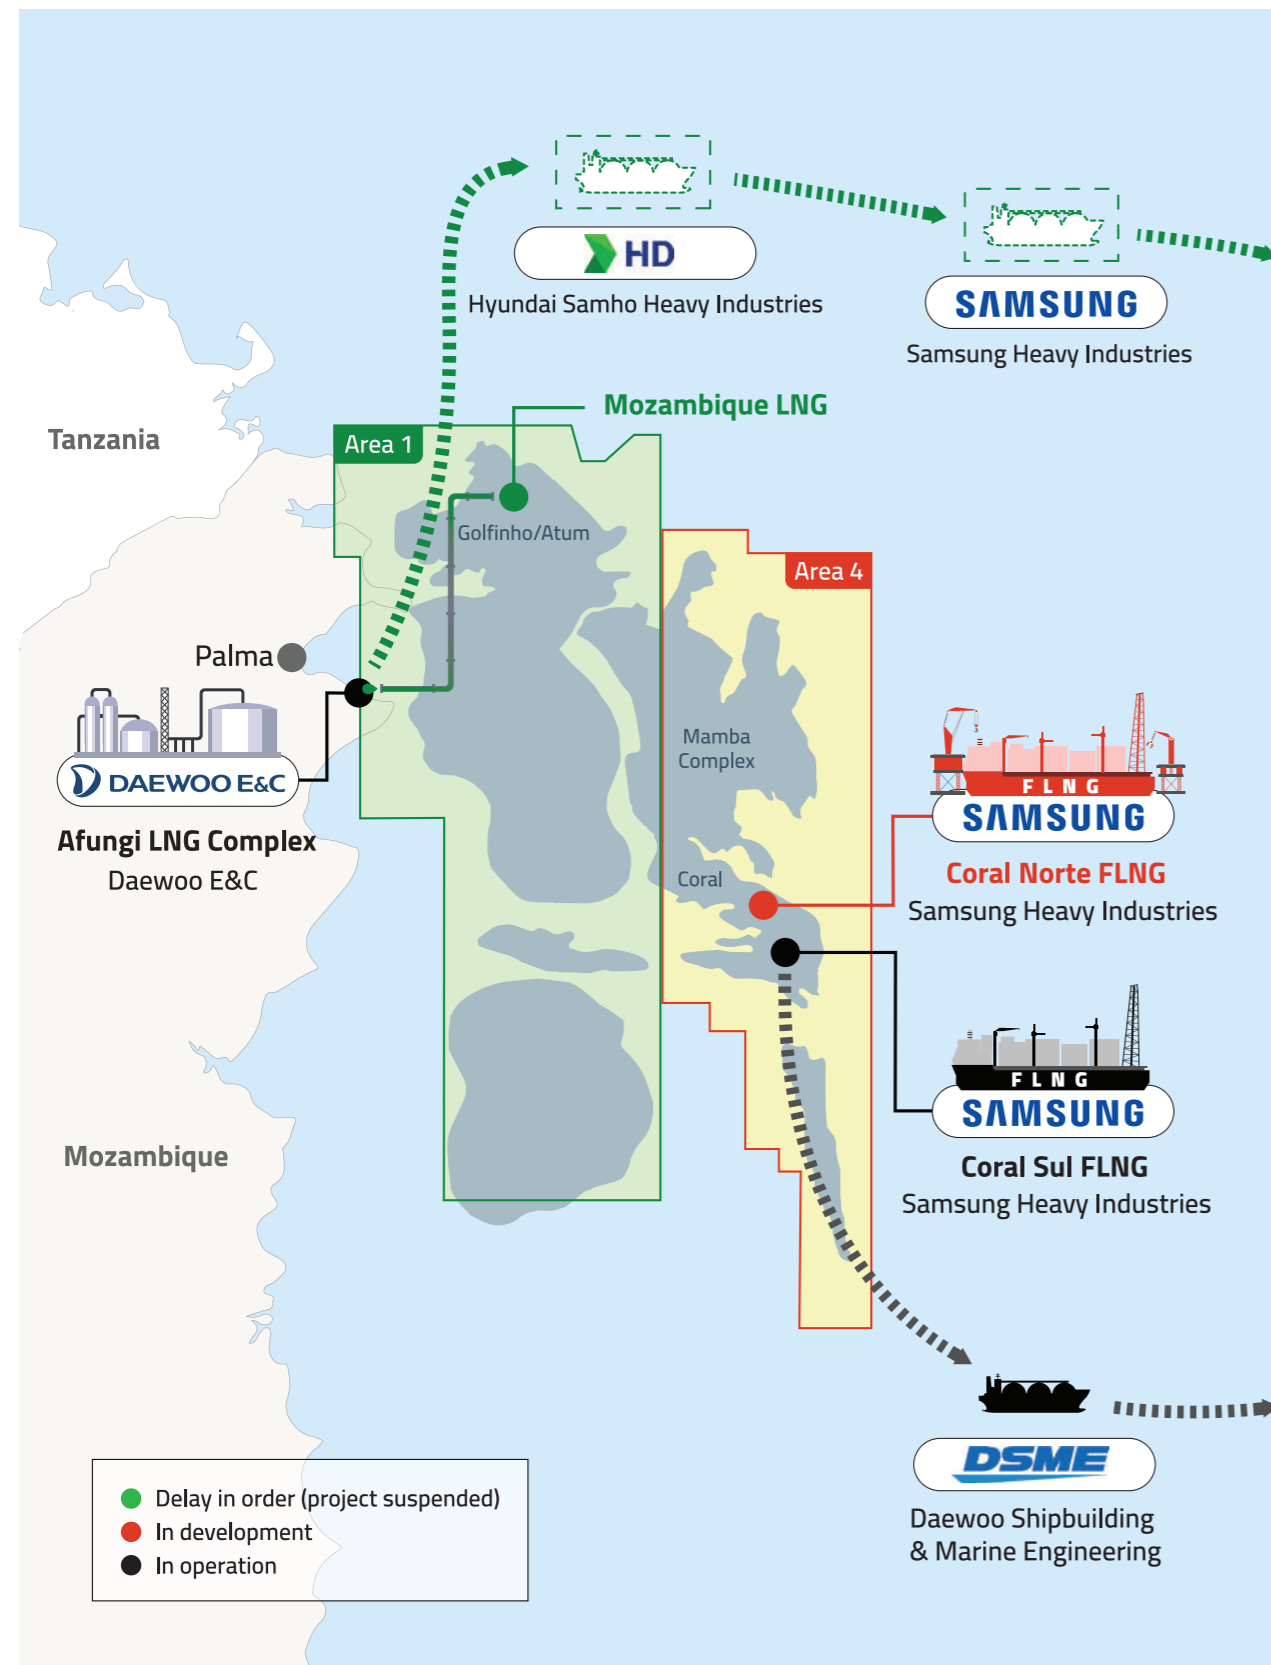 HD
Hyundai Samho Heavy Industries
SAMSUNG
Samsung Heavy Industries
Mozambique LNG
Tanzania
Area 1
Golfinho/Atum
Area 4
Palma
Mamba
Complex
DAEWOO E&C
Afungi LNG Complex
Daewoo E&C
FLNG
SAMSUNG
Coral Norte FLNG
Samsung Heavy Industries
Coral
FLNG
SAMSUNG
Coral Sul FLNG
Samsung Heavy Industries
Mozambique
DSME
Daewoo Shipbuilding
& Marine Engineering
Delay in order (project suspended)
In development
In operation